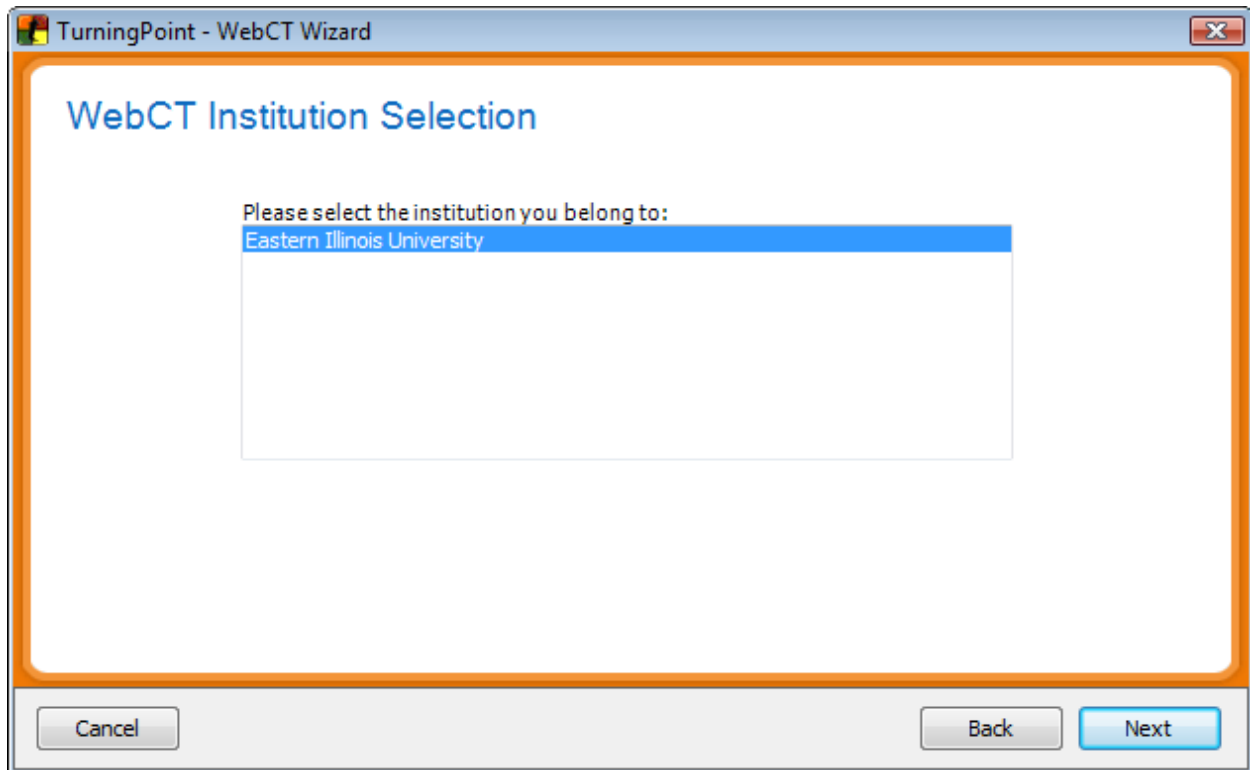 TurningPoint - WebCT Wizard
WebCT Institution Selection
Please select the institution you belong to:
Eastern Illinois University
Cancel
Back
Next